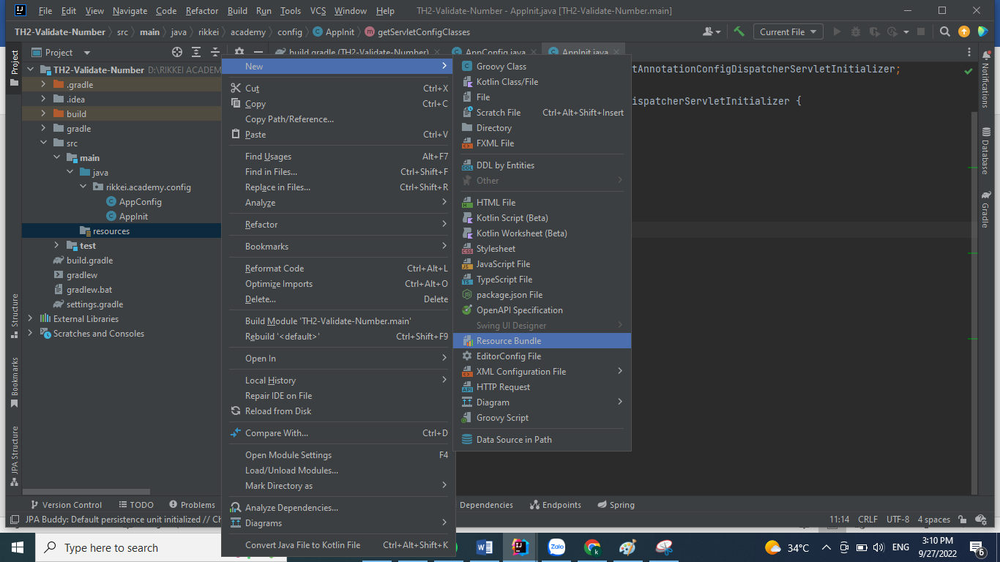 File Edit View Navigate Code Refactor Build Run Tools VCS Window Help TH2-Validate-Number - AppInit.java [TH2-Validate-Number.main]
TH2-Validate-Number src main java rikkei academy config AppInit getServletConfigClasses Current File
Project
Project
build.gradle (TH2-Validate-Number) AppConfig.java AppInit.java
TH2-Validate-Number D:\RIKKEI ACADEM
.gradle
.idea
build
gradle
src
main
java
rikkei.academy.config
AppConfig
AppInit
resources
test
build.gradle
gradlew
gradlew.bat
settings.gradle
External Libraries
Scratches and Consoles
Structure
Bookmarks
JPA Structure
New
Cut Ctrl+X
Copy Ctrl+C
Copy Path/Reference...
Paste Ctrl+V
Find Usages Alt+F7
Find in Files... Ctrl+Shift+F
Replace in Files... Ctrl+Shift+R
Analyze
Refactor
Bookmarks
Reformat Code Ctrl+Alt+L
Optimize Imports Ctrl+Alt+O
Delete... Delete
Build Module 'TH2-Validate-Number.main'
Rebuild '<default>' Ctrl+Shift+F9
Open In
Local History
Repair IDE on File
Reload from Disk
Compare With... Ctrl+D
Open Module Settings F4
Load/Unload Modules...
Mark Directory as
Analyze Dependencies...
Diagrams
Convert Java File to Kotlin File Ctrl+Alt+Shift+K
Groovy Class
Kotlin Class/File
File
Scratch File Ctrl+Alt+Shift+Insert
Directory
FXML File
DDL by Entities
Other
HTML File
Kotlin Script (Beta)
Kotlin Worksheet (Beta)
Stylesheet
JavaScript File
TypeScript File
package.json File
OpenAPI Specification
Swing UI Designer
Resource Bundle
EditorConfig File
XML Configuration File
HTTP Request
Diagram
Groovy Script
Data Source in Path
tAnnotationConfigDispatcherServletInitializer;
ispatcherServletInitializer {
Notifications
Database
Gradle
Version Control TODO Problems Dependencies Endpoints Spring
JPA Buddy: Default persistence unit initialized // Ch 11:14 CRLF UTF-8 4 spaces
Type here to search
Zalo
34°C ENG
3:10 PM
9/27/2022
6